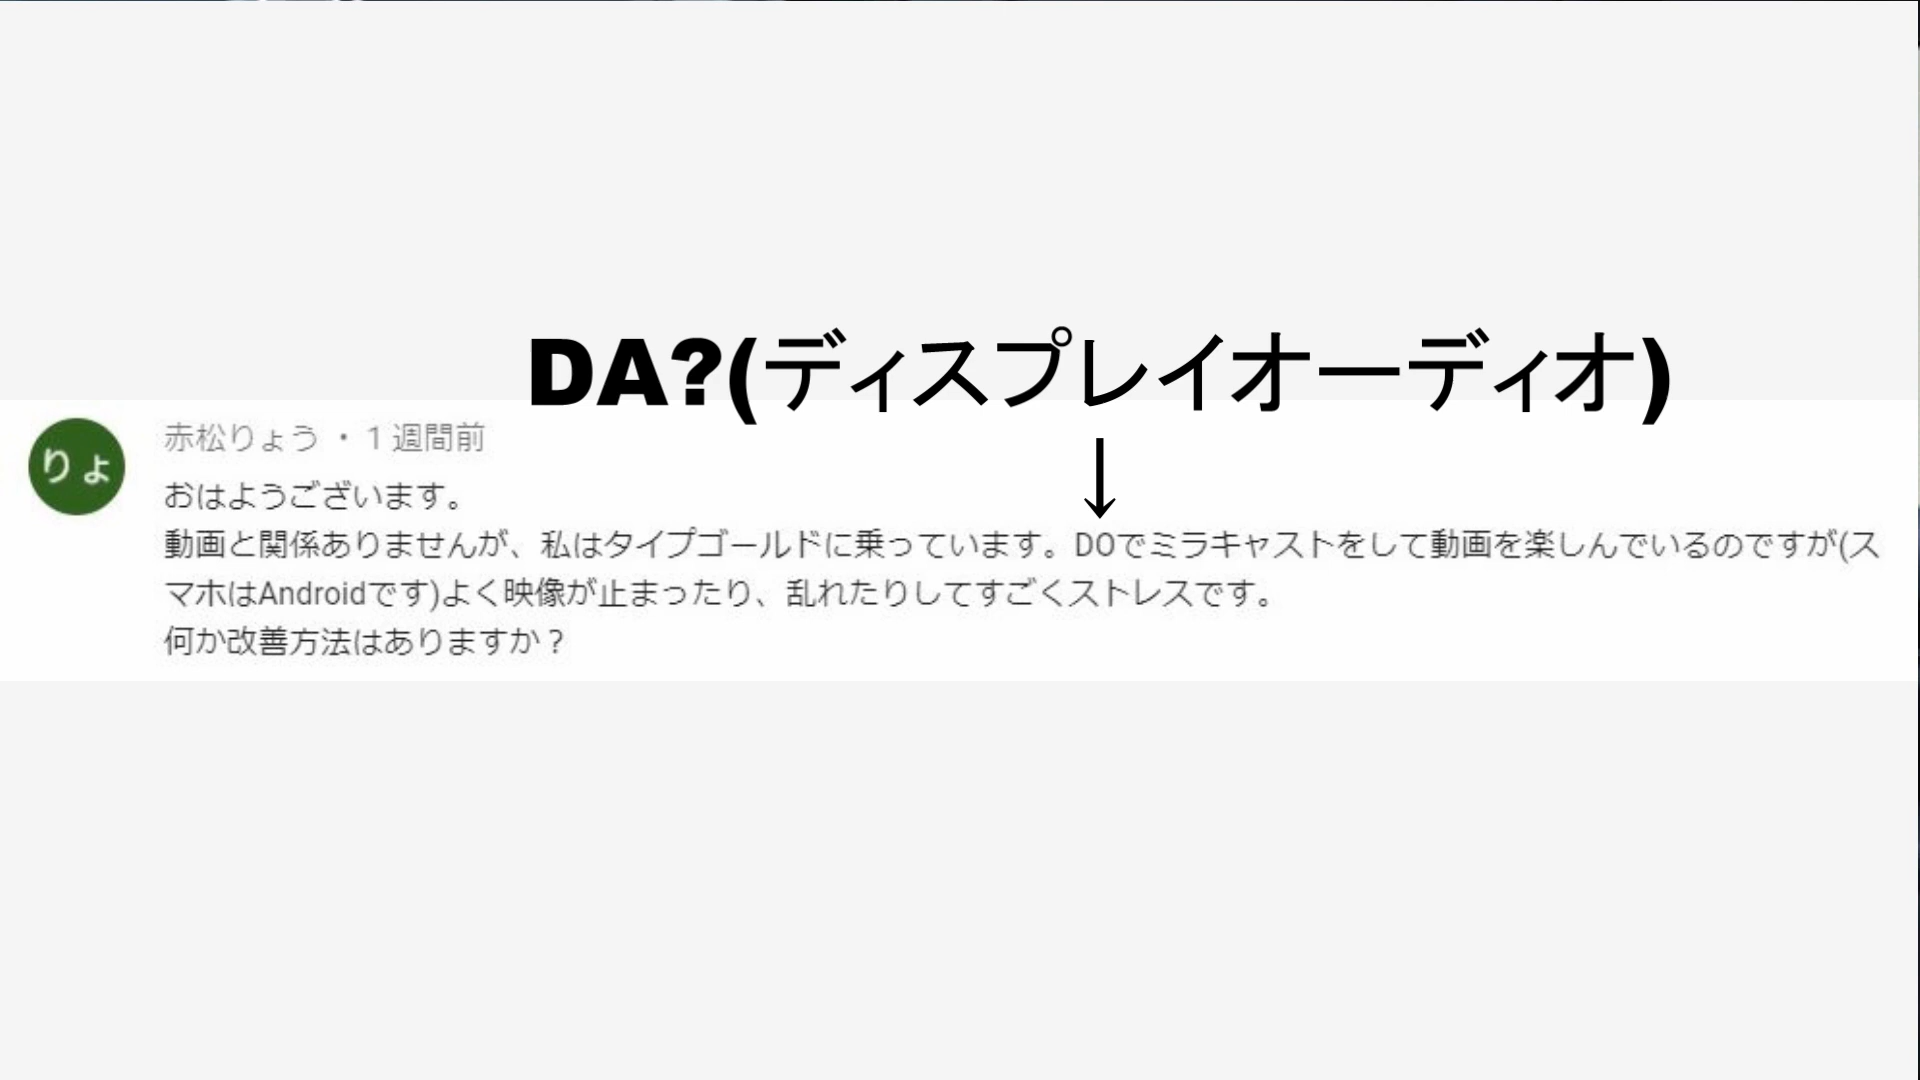 DA?(ディスプレイオーディオ)
↓
りょ
赤松りょう・1 週間前
おはようございます。
動画と関係ありませんが、私はタイプゴールドに乗っています。DOでミラキャストをして動画を楽しんでいるのですが(ス
マホはAndroidです)よく映像が止まったり、乱れたりしてすごくストレスです。
何か改善方法はありますか？